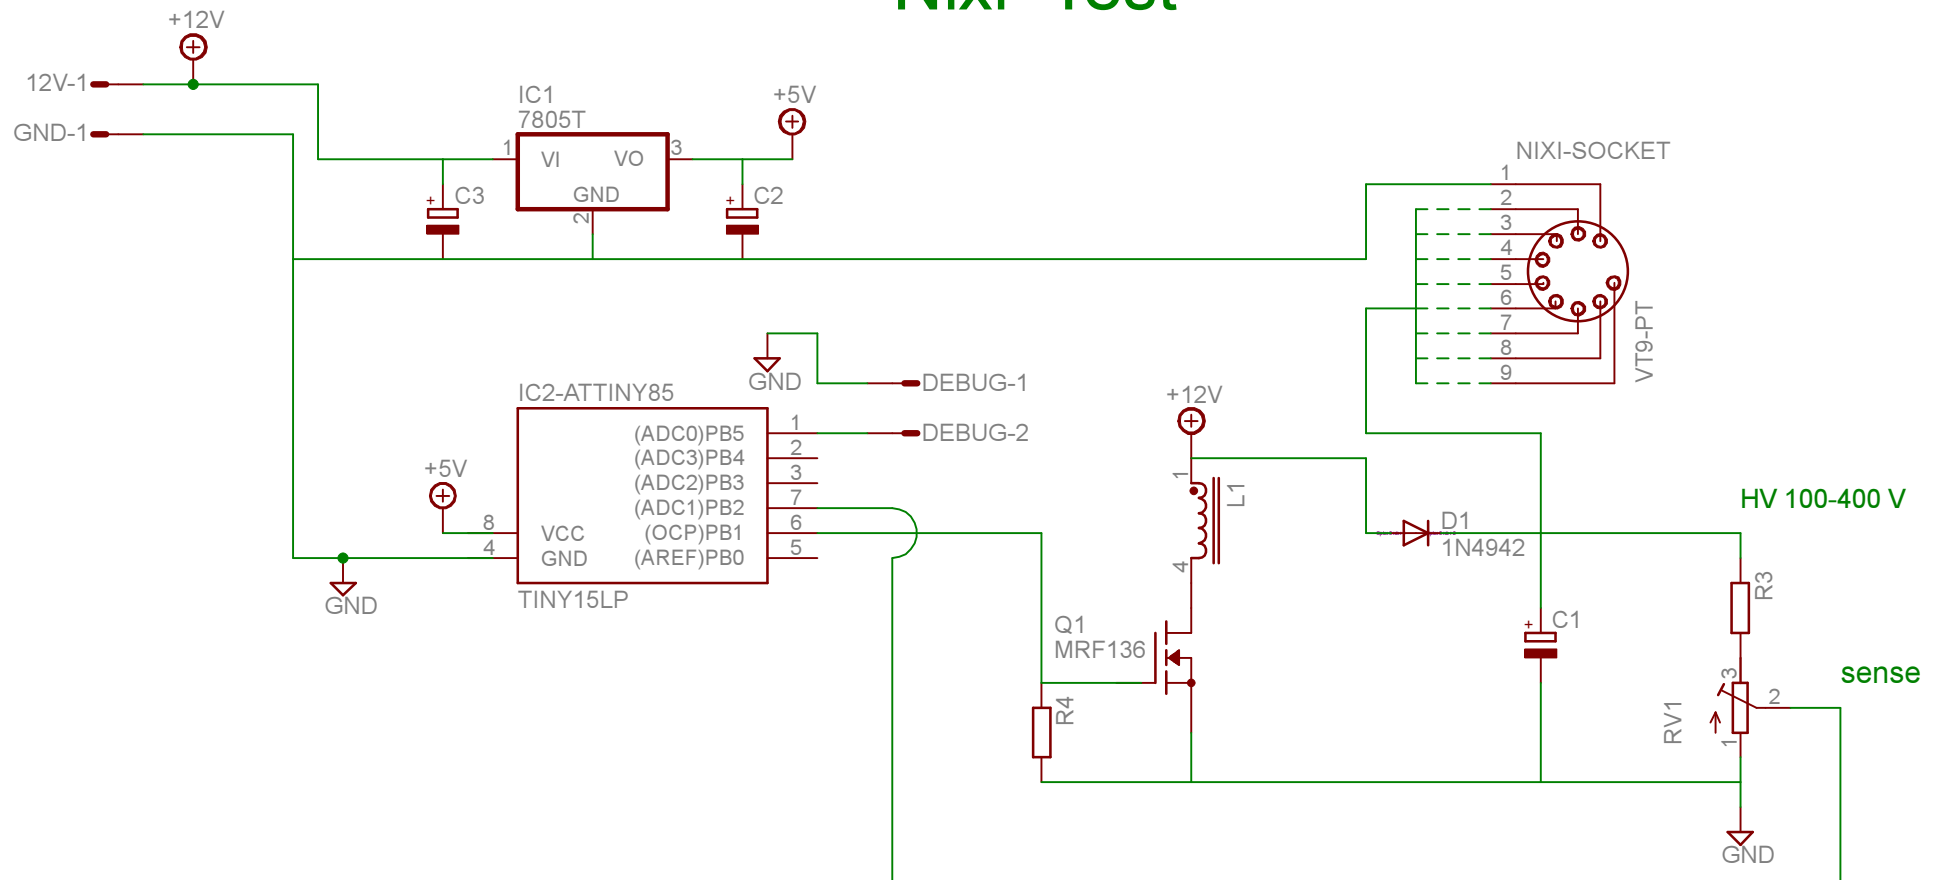 Nixi-Test
+12V
12V-1
GND-1
IC1
7805T
+5V
1
VI
VO
3
GND
2
+
C3
+
C2
NIXI-SOCKET
1
2
3
4
5
6
7
8
9
VT9-PT
GND
DEBUG-1
DEBUG-2
IC2-ATTINY85
(ADC0)PB5
1
(ADC3)PB4
2
(ADC2)PB3
3
(ADC1)PB2
7
(OCP)PB1
6
(AREF)PB0
5
+5V
8
VCC
4
GND
TINY15LP
GND
+12V
1
L1
4
D1
1N4942
HV 100-400 V
Q1
MRF136
R4
+
C1
R3
3
sense
2
RV1
1
GND